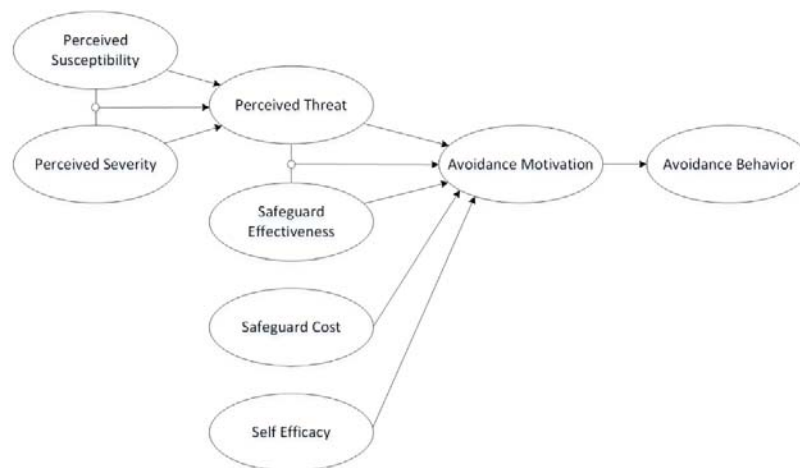 Perceived
Susceptibility
Perceived Threat
Perceived Severity
Avoidance Motivation
Avoidance Behavior
Safeguard
Effectiveness
Safeguard Cost
Self Efficacy